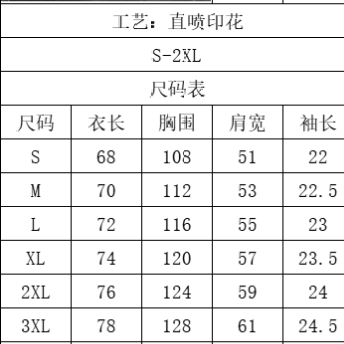 工艺：直喷印花
S-2XL
尺码表
尺码 衣长 胸围 肩宽 袖长
S 68 108 51 22
M 70 112 53 22.5
L 72 116 55 23
XL 74 120 57 23.5
2XL 76 124 59 24
3XL 78 128 61 24.5